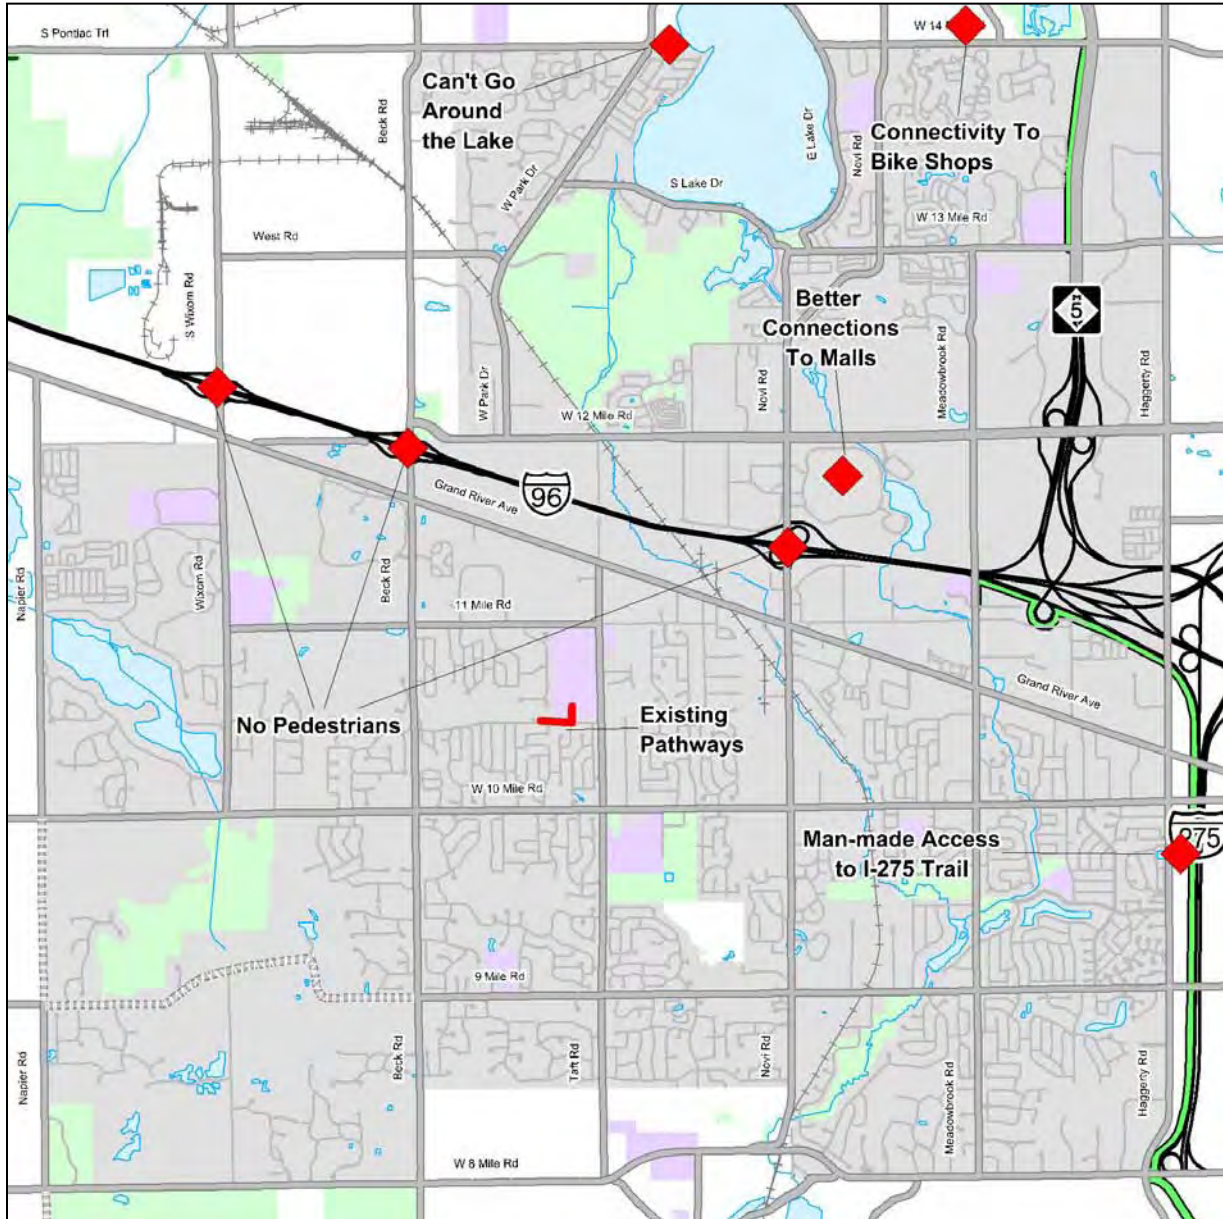 S Pontiac Trl
W 14
Can't Go
Around
the Lake
Beck Rd
E Lake Dr
Novi Rd
Connectivity To
Bike Shops
W Park Dr
S Lake Dr
W 13 Mile Rd
West Rd
S Wixom Rd
Better
Connections
To Malls
5
Haggerty Rd
Meadowbrook Rd
Novi Rd
W Park Dr
W 12 Mile Rd
Grand River Ave
96
Napier Rd
Wixom Rd
Beck Rd
11 Mile Rd
Grand River Ave
No Pedestrians
Existing
Pathways
W 10 Mile Rd
Man-made Access
to I-275 Trail
275
9 Mile Rd
Napier Rd
Beck Rd
Taft Rd
Novi Rd
Meadowbrook Rd
Haggerty Rd
W 8 Mile Rd